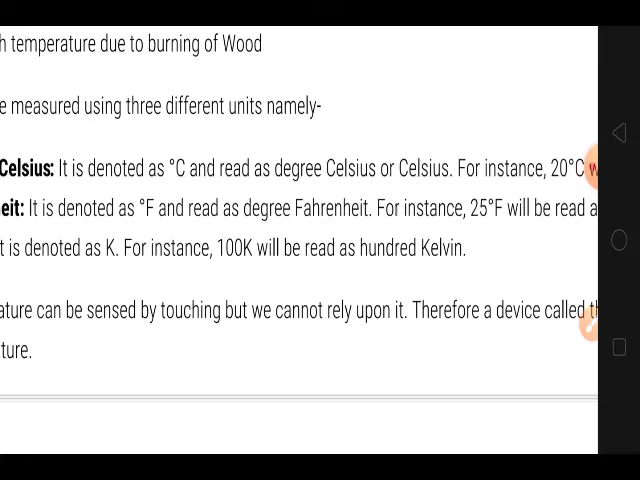 h temperature due to burning of Wood
e measured using three different units namely-
Celsius: It is denoted as °C and read as degree Celsius or Celsius. For instance, 20°C w
eit: It is denoted as °F and read as degree Fahrenheit. For instance, 25°F will be read a
t is denoted as K. For instance, 100K will be read as hundred Kelvin.
ature can be sensed by touching but we cannot rely upon it. Therefore a device called th
ture.